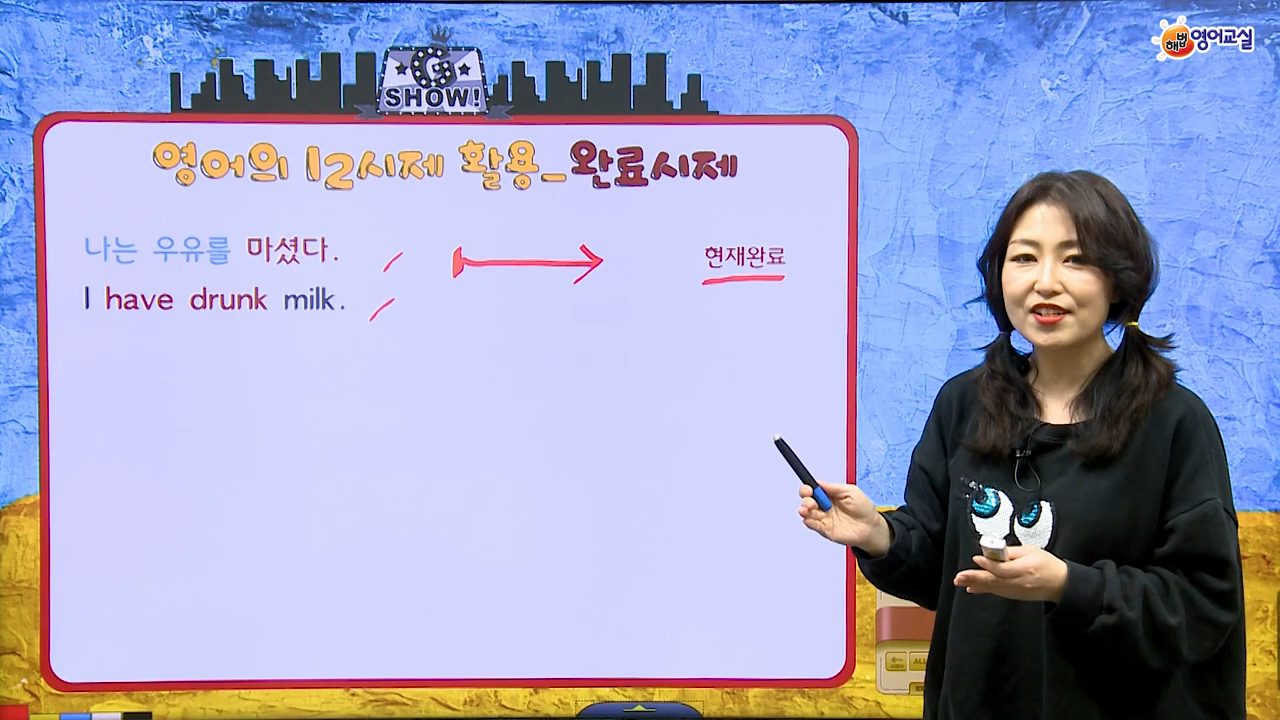 해법영어교실
G
SHOW!
영어의 12시제 활용_완료시제
나는 우유를 마셨다.
현재완료
I have drunk milk.